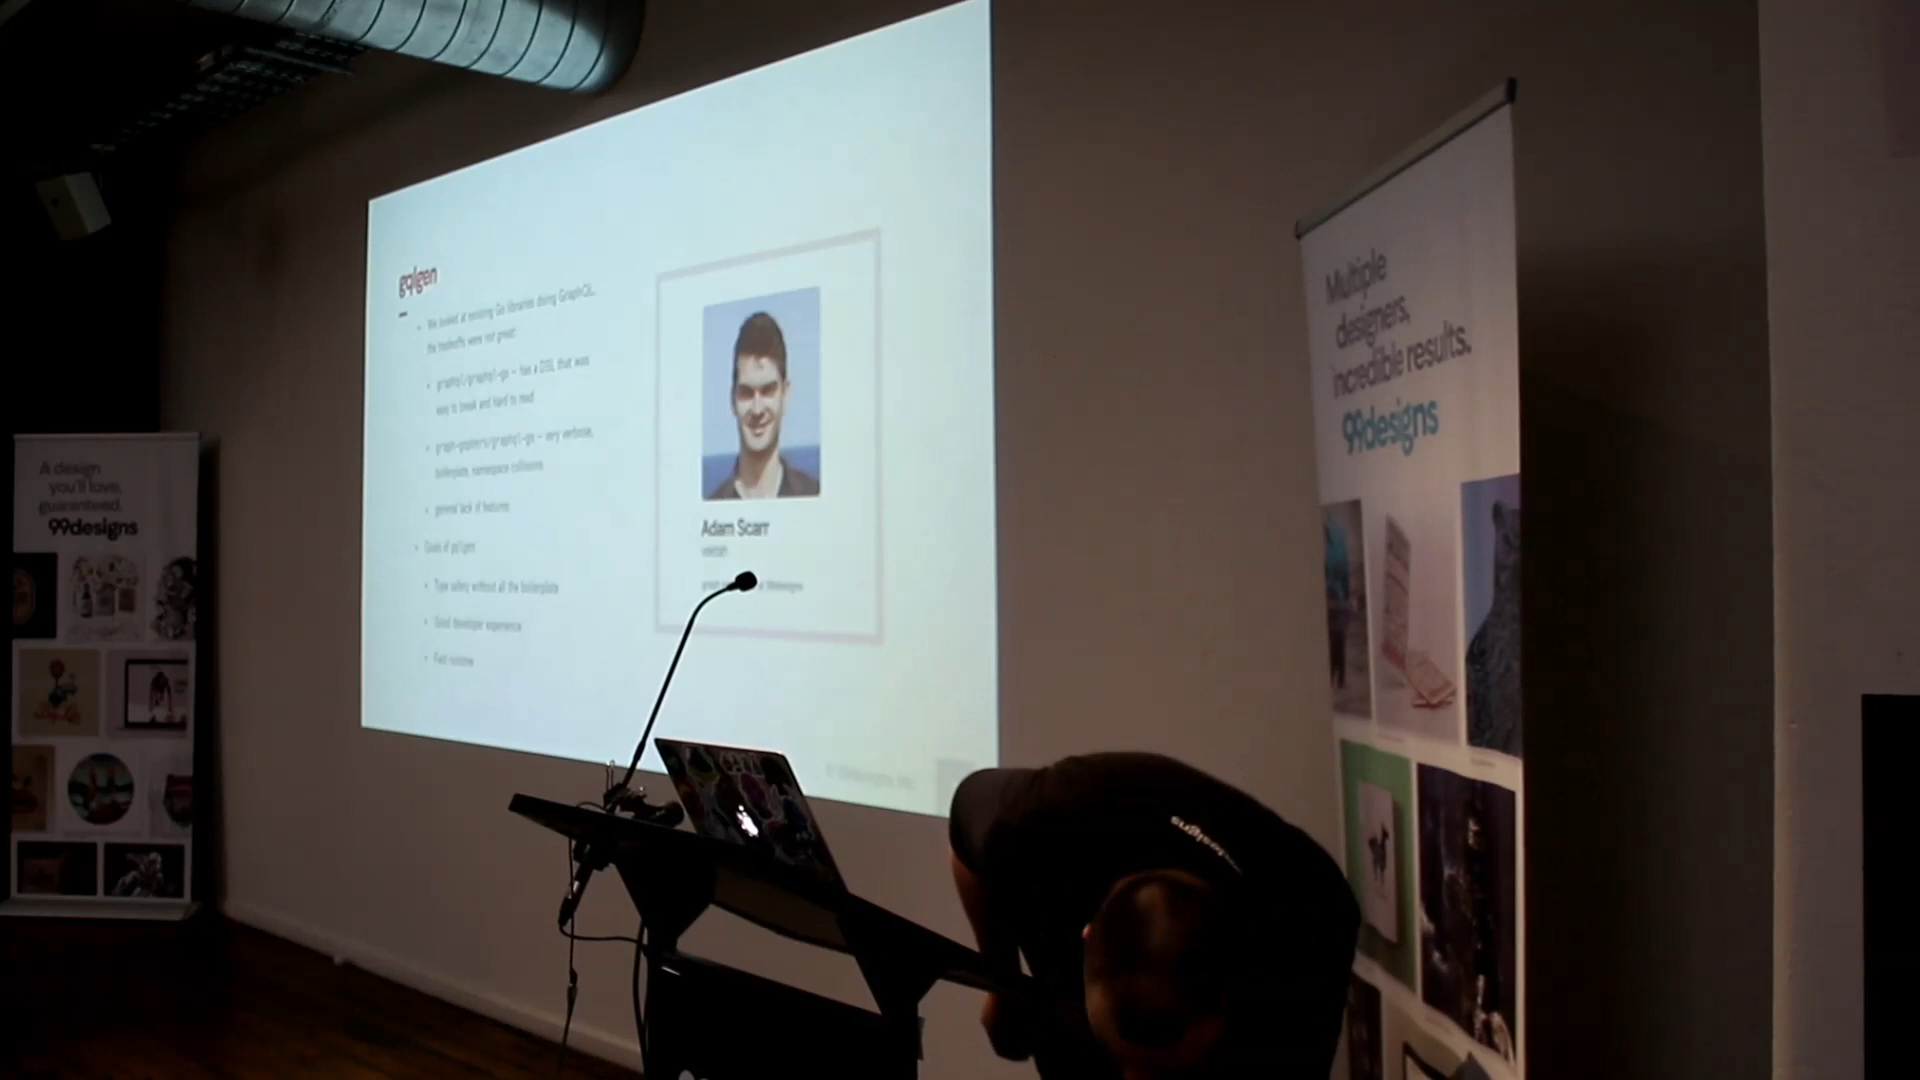 gqlgen
We looked at existing Go libraries doing GraphQL,
the tradeoffs were not great:
graphql/graphql-go – has a DSL that was
easy to break and hard to read
graph-gophers/graphql-go – very verbose,
boilerplate, namespace collisions
general lack of features
Goals of gqlgen:
Type safety without all the boilerplate
Good developer experience
Fast runtime
Adam Scarr
vektah
99designs
A design
you'll love,
guaranteed.
99designs
Multiple
designers,
incredible results.
99designs
designs